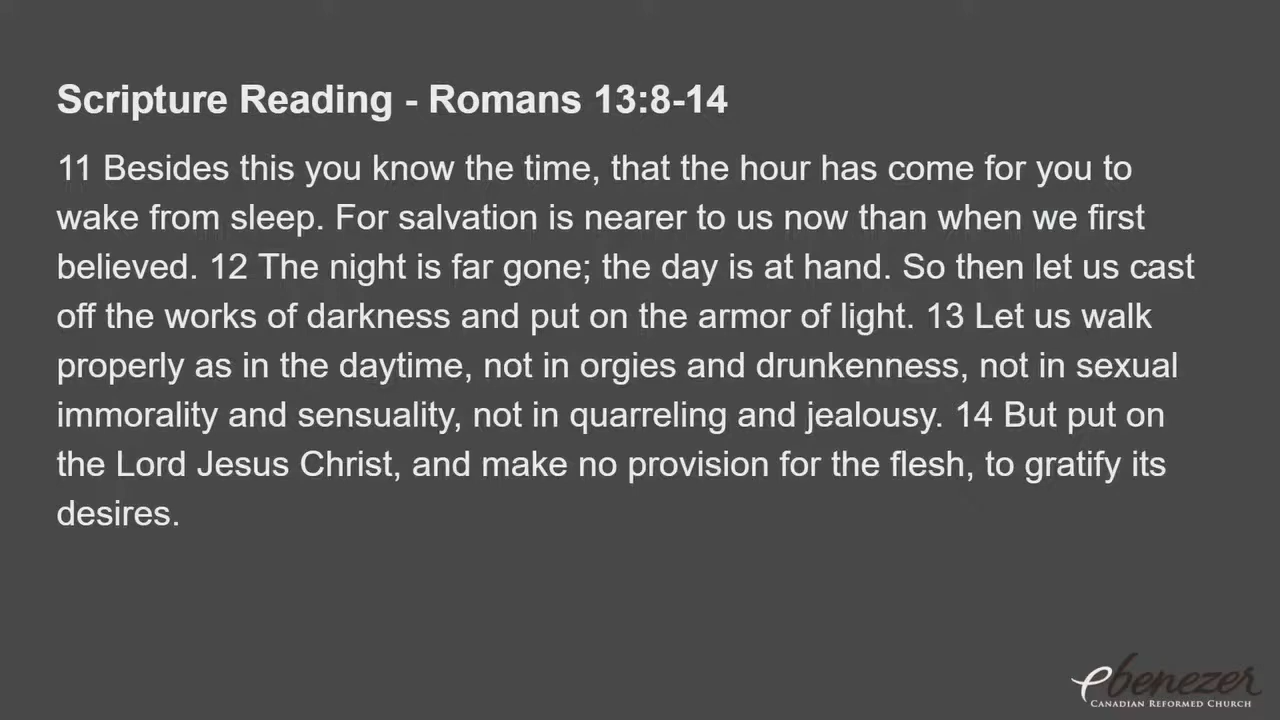 Scripture Reading - Romans 13:8-14
11 Besides this you know the time, that the hour has come for you to
wake from sleep. For salvation is nearer to us now than when we first
believed. 12 The night is far gone; the day is at hand. So then let us cast
off the works of darkness and put on the armor of light. 13 Let us walk
properly as in the daytime, not in orgies and drunkenness, not in sexual
immorality and sensuality, not in quarreling and jealousy. 14 But put on
the Lord Jesus Christ, and make no provision for the flesh, to gratify its
desires.
ebenezer
CANADIAN REFORMED CHURCH